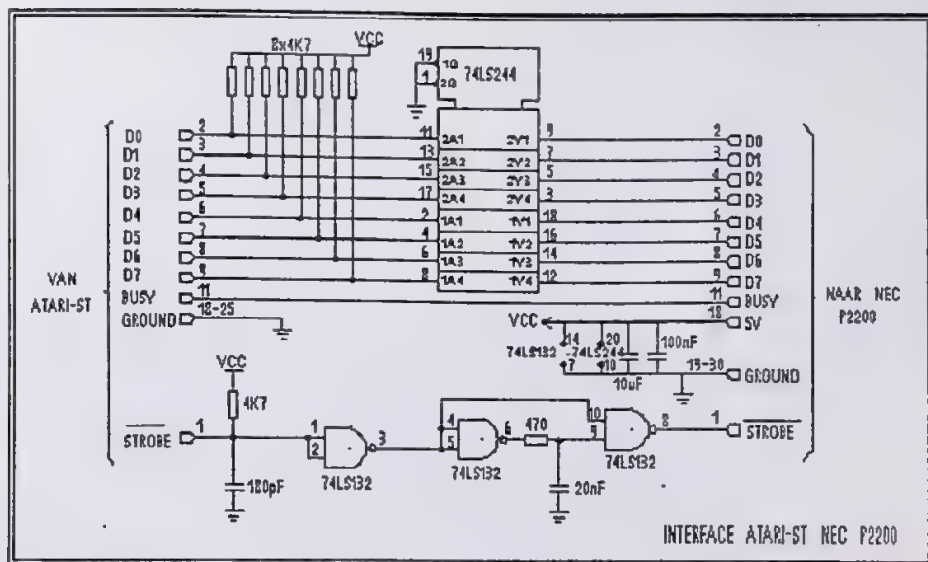 8x4K7
VCC
19
1G
1
2G
74LS244
VAN
ATARI-ST
D0 2
D1 3
D2 4
D3 5
D4 6
D5 7
D6 8
D7 9
BUSY 11
GROUND 18-25
11 2A1 2Y1 9
13 2A2 2Y2 7
15 2A3 2Y3 5
17 2A4 2Y4 3
2 1A1 1Y1 18
4 1A2 1Y2 16
6 1A3 1Y3 14
8 1A4 1Y4 12
2 D0
3 D1
4 D2
5 D3
6 D4
7 D5
8 D6
9 D7
11 BUSY
18 5V
19-30 GROUND
NAAR NEC
P2200
VCC
14 20
74LS132 -74LS244
7 10
10uF
100nF
VCC
4K7
STROBE 1
180pF
1
2
3
74LS132
4
5
6
74LS132
470
20nF
10
9
8
74LS132
1 STROBE
INTERFACE ATARI-ST NEC P2200